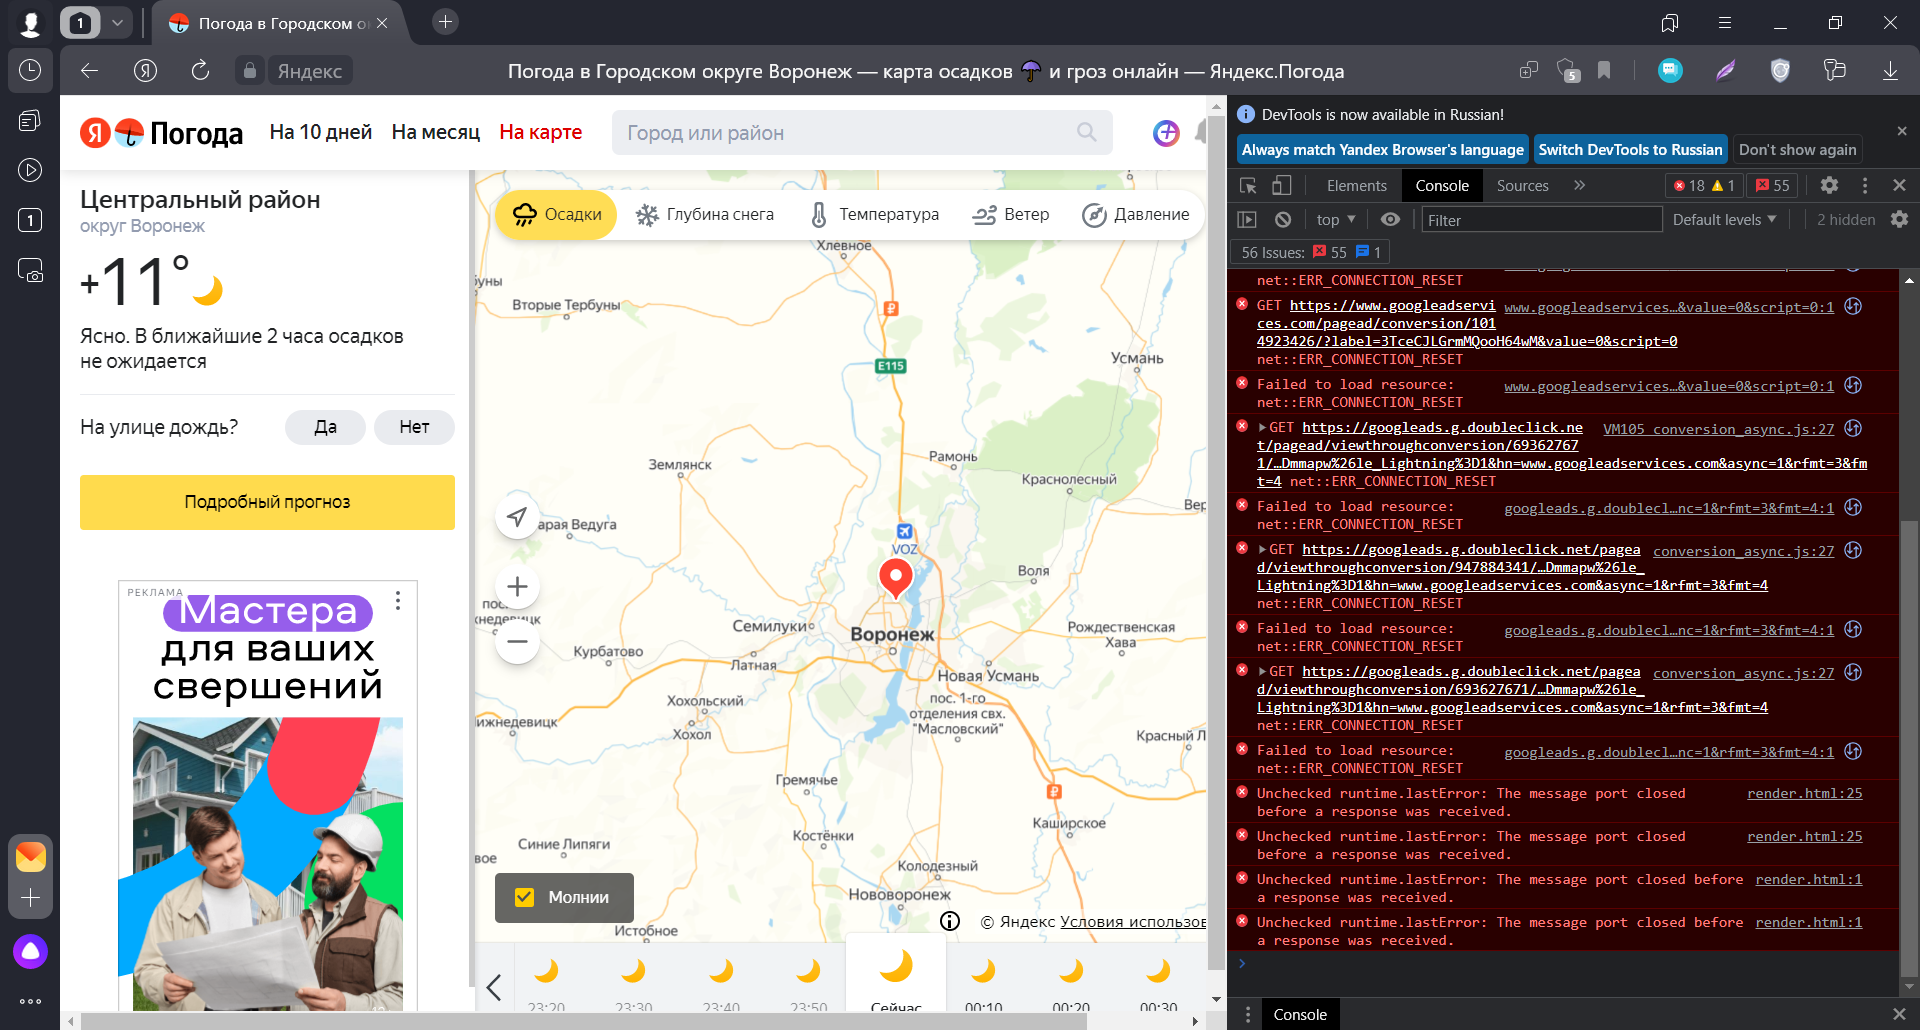 1
Погода в Городском о
Яндекс
Погода в Городском округе Воронеж — карта осадков ☂ и гроз онлайн — Яндекс.Погода
5
1
Я Погода
На 10 дней
На месяц
На карте
Город или район
Центральный район
округ Воронеж
+11°
Ясно. В ближайшие 2 часа осадков
не ожидается
На улице дождь?
Да
Нет
Подробный прогноз
РЕКЛАМА
Мастера
для ваших
свершений
Осадки
Глубина снега
Температура
Ветер
Давление
Хлевное
Вторые Тербуны
E115
Усмань
Землянск
Рамонь
Краснолесный
арая Ведуга
VOZ
Воля
Семилуки
Воронеж
Рождественская
Хава
Курбатово
Латная
Новая Усмань
Хохольский
пос. 1-го
отделения свх.
"Масловский"
ижнедевицк
Хохол
Красный Л
Гремячье
Каширское
Костёнки
Синие Липяги
Колодезный
Нововоронеж
Истобное
Молнии
© Яндекс Условия использов
23:20
23:30
23:40
23:50
Сейчас
00:10
00:20
00:30
DevTools is now available in Russian!
Always match Yandex Browser's language
Switch DevTools to Russian
Don't show again
Elements
Console
Sources
18
1
55
top
Filter
Default levels
2 hidden
56 Issues:
55
1
net::ERR_CONNECTION_RESET
GET https://www.googleadservi www.googleadservices…&value=0&script=0:1
ces.com/pagead/conversion/101
4923426/?label=3TceCJLGrmMQooH64wM&value=0&script=0
net::ERR_CONNECTION_RESET
Failed to load resource: www.googleadservices…&value=0&script=0:1
net::ERR_CONNECTION_RESET
GET https://googleads.g.doubleclick.ne VM105 conversion_async.js:27
t/pagead/viewthroughconversion/69362767
1/…Dmmapw%26le_Lightning%3D1&hn=www.googleadservices.com&async=1&rfmt=3&fm
t=4 net::ERR_CONNECTION_RESET
Failed to load resource: googleads.g.doublecl…nc=1&rfmt=3&fmt=4:1
net::ERR_CONNECTION_RESET
GET https://googleads.g.doubleclick.net/pagea conversion_async.js:27
d/viewthroughconversion/947884341/…Dmmapw%26le_
Lightning%3D1&hn=www.googleadservices.com&async=1&rfmt=3&fmt=4
net::ERR_CONNECTION_RESET
Failed to load resource: googleads.g.doublecl…nc=1&rfmt=3&fmt=4:1
net::ERR_CONNECTION_RESET
GET https://googleads.g.doubleclick.net/pagea conversion_async.js:27
d/viewthroughconversion/693627671/…Dmmapw%26le_
Lightning%3D1&hn=www.googleadservices.com&async=1&rfmt=3&fmt=4
net::ERR_CONNECTION_RESET
Failed to load resource: googleads.g.doublecl…nc=1&rfmt=3&fmt=4:1
net::ERR_CONNECTION_RESET
Unchecked runtime.lastError: The message port closed render.html:25
before a response was received.
Unchecked runtime.lastError: The message port closed render.html:25
before a response was received.
Unchecked runtime.lastError: The message port closed before render.html:1
a response was received.
Unchecked runtime.lastError: The message port closed before render.html:1
a response was received.
Console